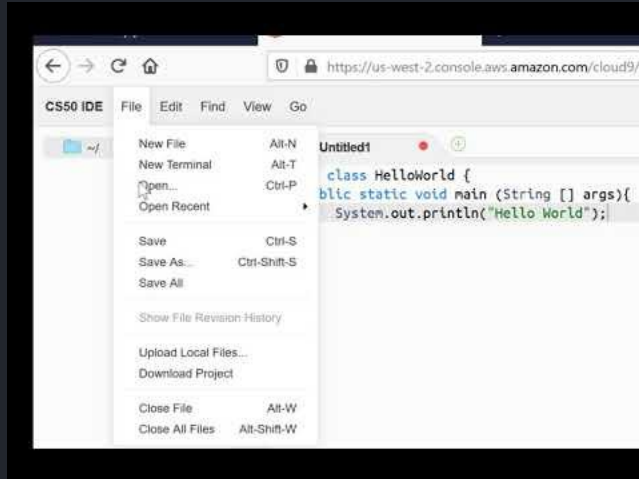 https://us-west-2.console.aws.amazon.com/cloud9/
CS50 IDE File Edit Find View Go
~/
Untitled1
New File Alt-N
New Terminal Alt-T
Open... Ctrl-P
Open Recent
Save Ctrl-S
Save As... Ctrl-Shift-S
Save All
Show File Revision History
Upload Local Files...
Download Project
Close File Alt-W
Close All Files Alt-Shift-W
class HelloWorld {
blic static void main (String [] args){
System.out.println("Hello World");